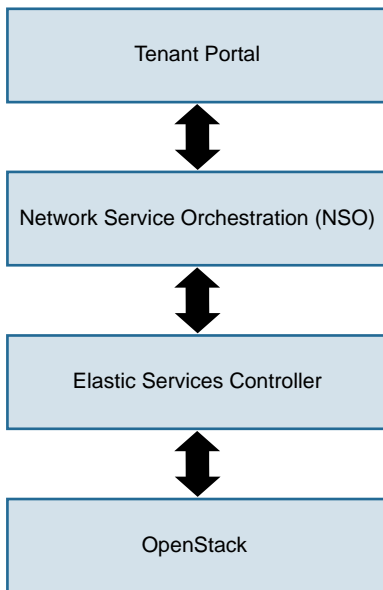 Tenant Portal
Network Service Orchestration (NSO)
Elastic Services Controller
OpenStack